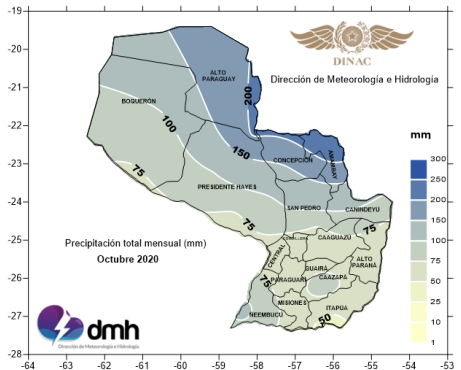 DINAC
Dirección de Meteorología e Hidrología
Precipitación total mensual (mm)
Octubre 2020
mm
300
250
200
150
100
75
50
25
10
1
-19
-20
-21
-22
-23
-24
-25
-26
-27
-28
-64
-63
-62
-61
-60
-59
-58
-57
-56
-55
-54
-53
ALTO
PARAGUAY
BOQUERÓN
200
100
150
75
CONCEPCIÓN
AMAMBAY
PRESIDENTE HAYES
SAN PEDRO
CANINDEYÚ
75
75
CAAGUAZÚ
CENTRAL
GUAIRÁ
ALTO
PARANÁ
CAAZAPÁ
PARAGUARÍ
75
MISIONES
ITAPÚA
ÑEEMBUCÚ
50
dmh
Dirección de Meteorología e Hidrología